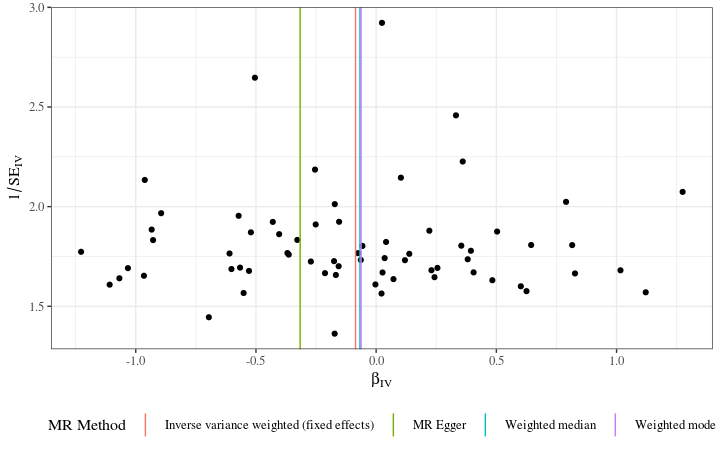 3.0
2.5
2.0
1.5
1/SE_IV
-1.0 -0.5 0.0 0.5 1.0
β_IV
MR Method Inverse variance weighted (fixed effects) MR Egger Weighted median Weighted mode